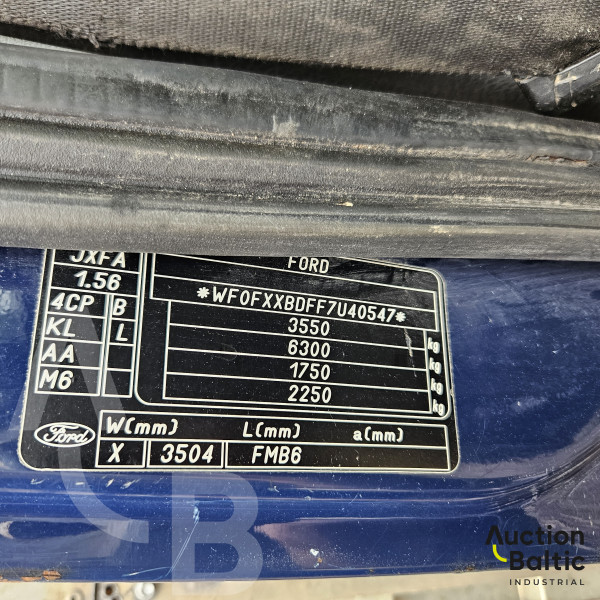 JXFA
1.56
4CP B
KL L
AA
M6
FORD
*WF0FXXBDFF7U40547*
3550 kg
6300 kg
1750 kg
2250 kg
Ford
W(mm) L(mm) a(mm)
X 3504 FMB6
CB
Auction
Baltic
INDUSTRIAL